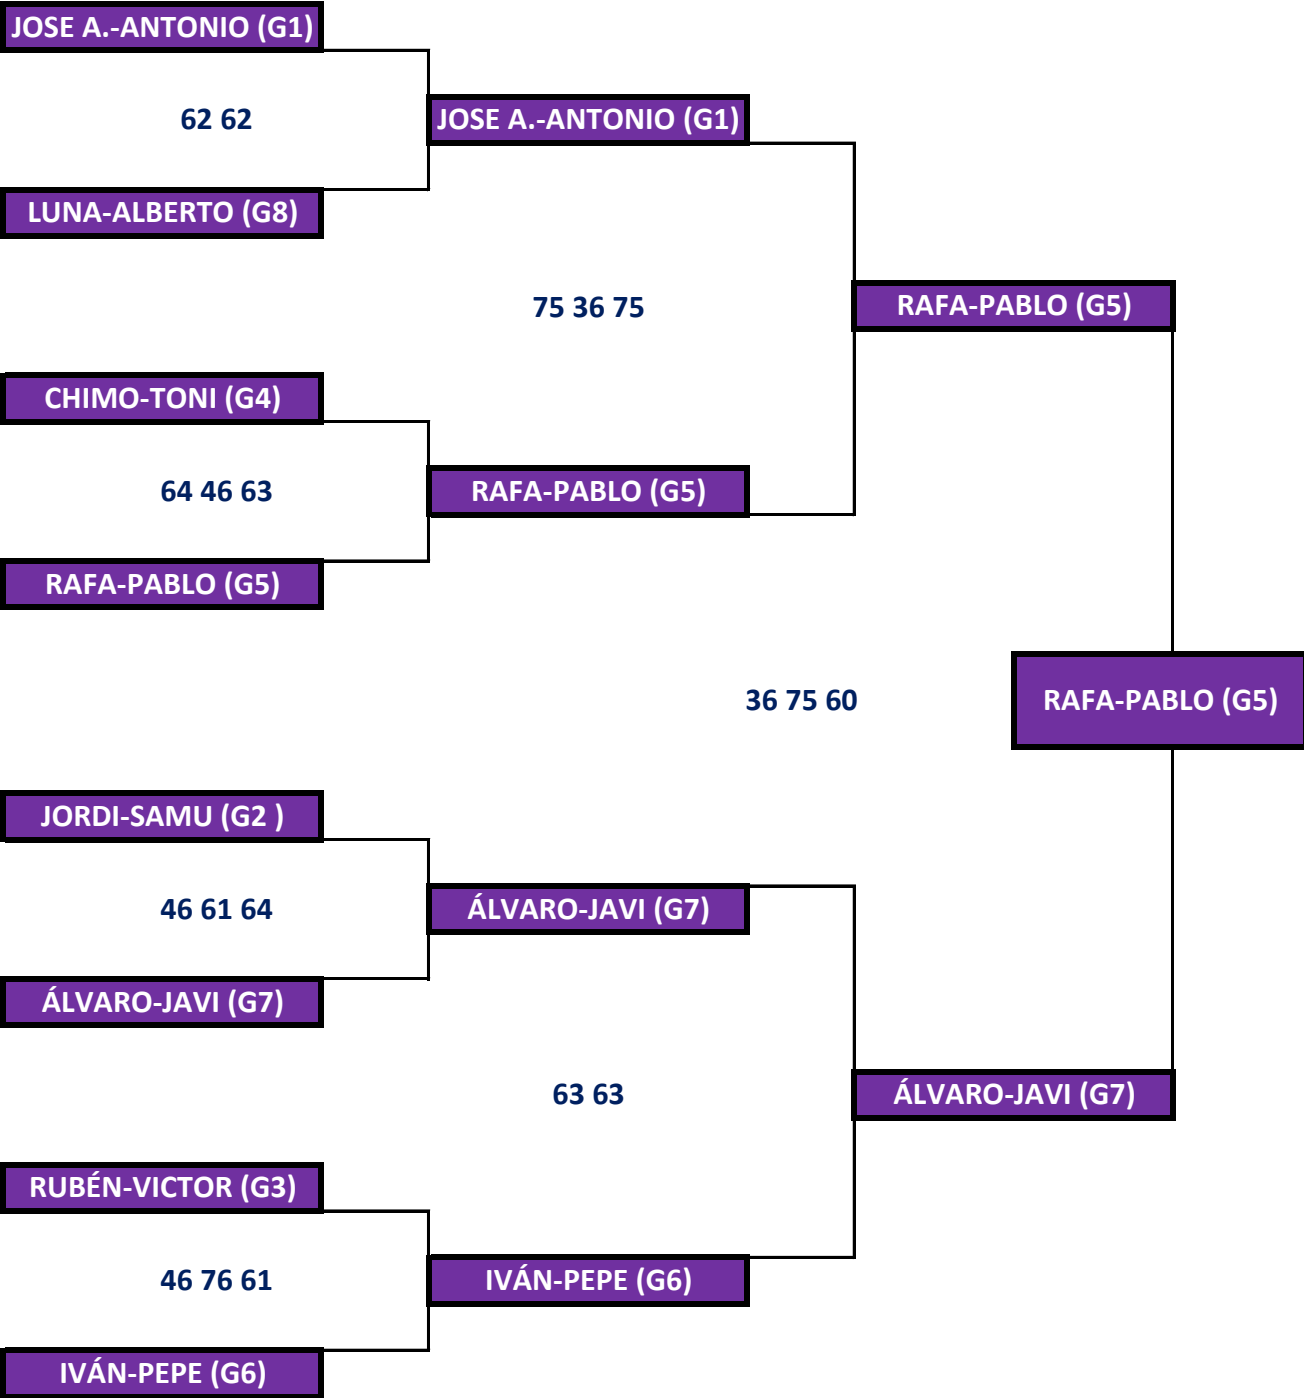 JOSE A.-ANTONIO (G1)
62 62
JOSE A.-ANTONIO (G1)
LUNA-ALBERTO (G8)
75 36 75
RAFA-PABLO (G5)
CHIMO-TONI (G4)
64 46 63
RAFA-PABLO (G5)
RAFA-PABLO (G5)
36 75 60
RAFA-PABLO (G5)
JORDI-SAMU (G2 )
46 61 64
ÁLVARO-JAVI (G7)
ÁLVARO-JAVI (G7)
63 63
ÁLVARO-JAVI (G7)
RUBÉN-VICTOR (G3)
46 76 61
IVÁN-PEPE (G6)
IVÁN-PEPE (G6)